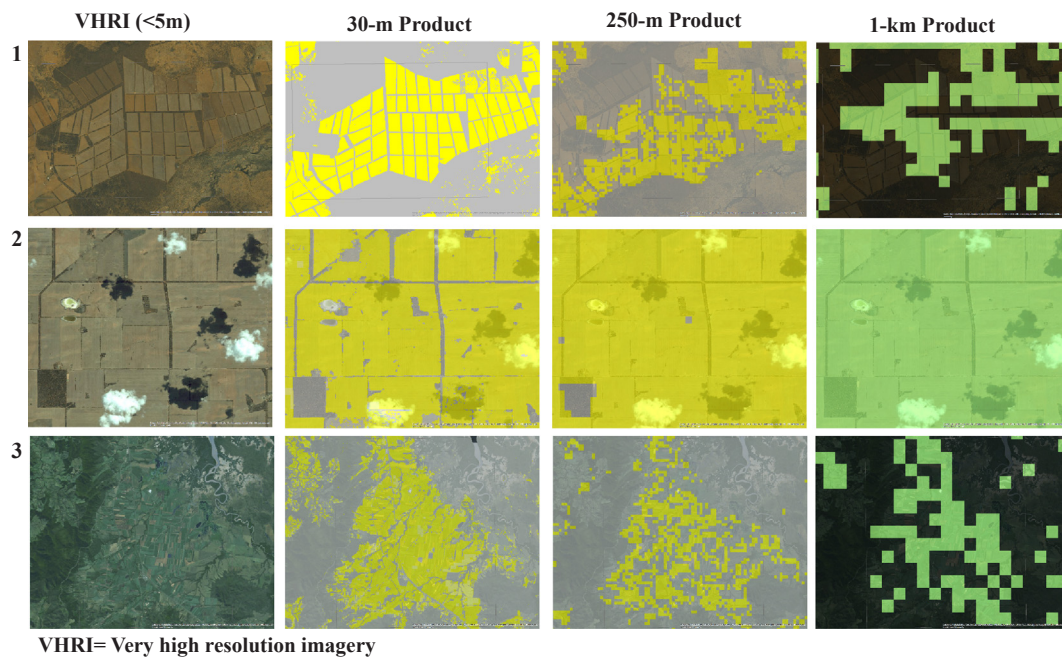 VHRI (<5m) 30-m Product 250-m Product 1-km Product
1
2
3
VHRI= Very high resolution imagery